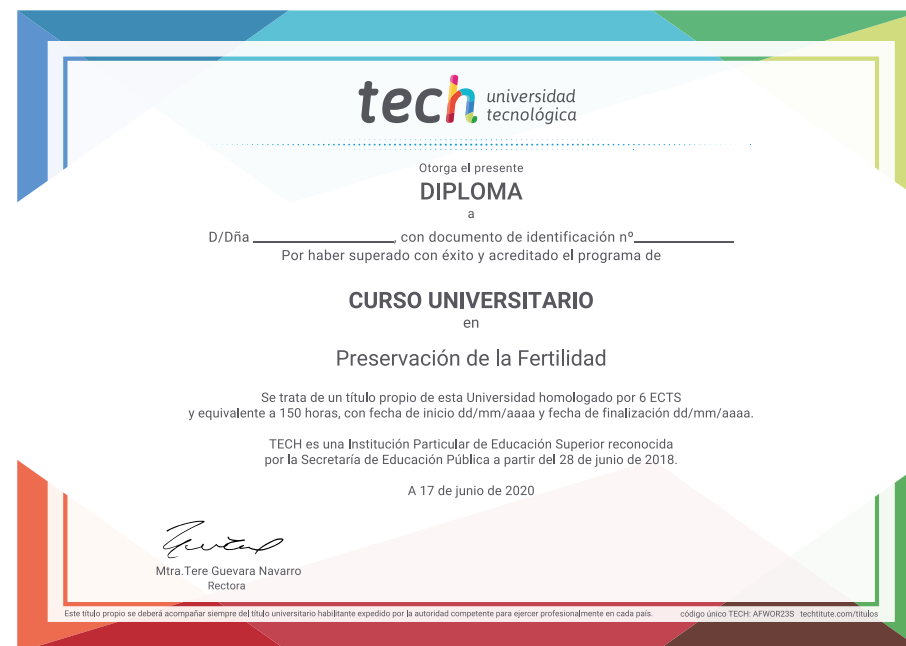 tech universidad
tecnológica
Otorga el presente
DIPLOMA
a
D/Dña ________________, con documento de identificación nº____________
Por haber superado con éxito y acreditado el programa de
CURSO UNIVERSITARIO
en
Preservación de la Fertilidad
Se trata de un título propio de esta Universidad homologado por 6 ECTS
y equivalente a 150 horas, con fecha de inicio dd/mm/aaaa y fecha de finalización dd/mm/aaaa.
TECH es una Institución Particular de Educación Superior reconocida
por la Secretaría de Educación Pública a partir del 28 de junio de 2018.
A 17 de junio de 2020
Mtra.Tere Guevara Navarro
Rectora
Este título propio se deberá acompañar siempre del título universitario habilitante expedido por la autoridad competente para ejercer profesionalmente en cada país. código único TECH: AFWOR23S techtitute.com/titulos